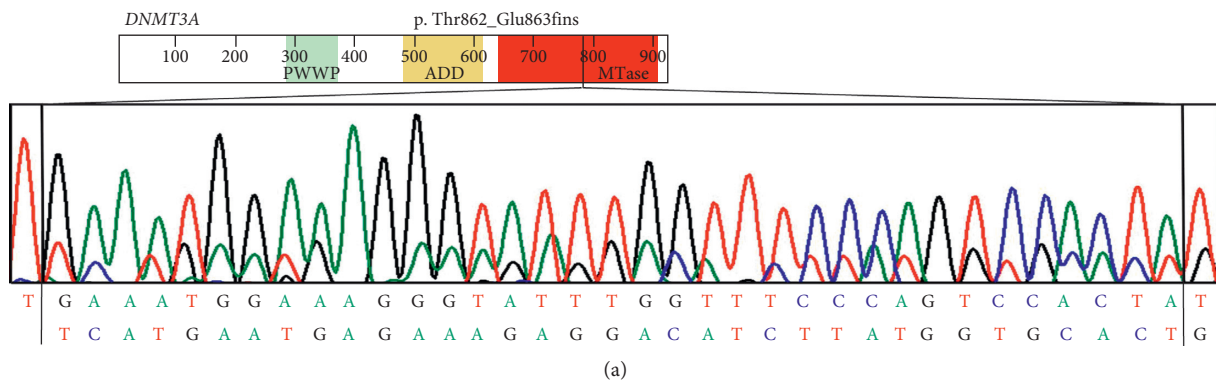 DNMT3A p. Thr862_Glu863fins
100 200 300 400 500 600 700 800 900
PWWP ADD MTase
T G A A A T G G A A A G G G T A T T T G G T T T C C C A G T C C A C T A T
T C A T G A A T G A G A A A G A G G A C A T C T T A T G G T G C A C T G
(a)